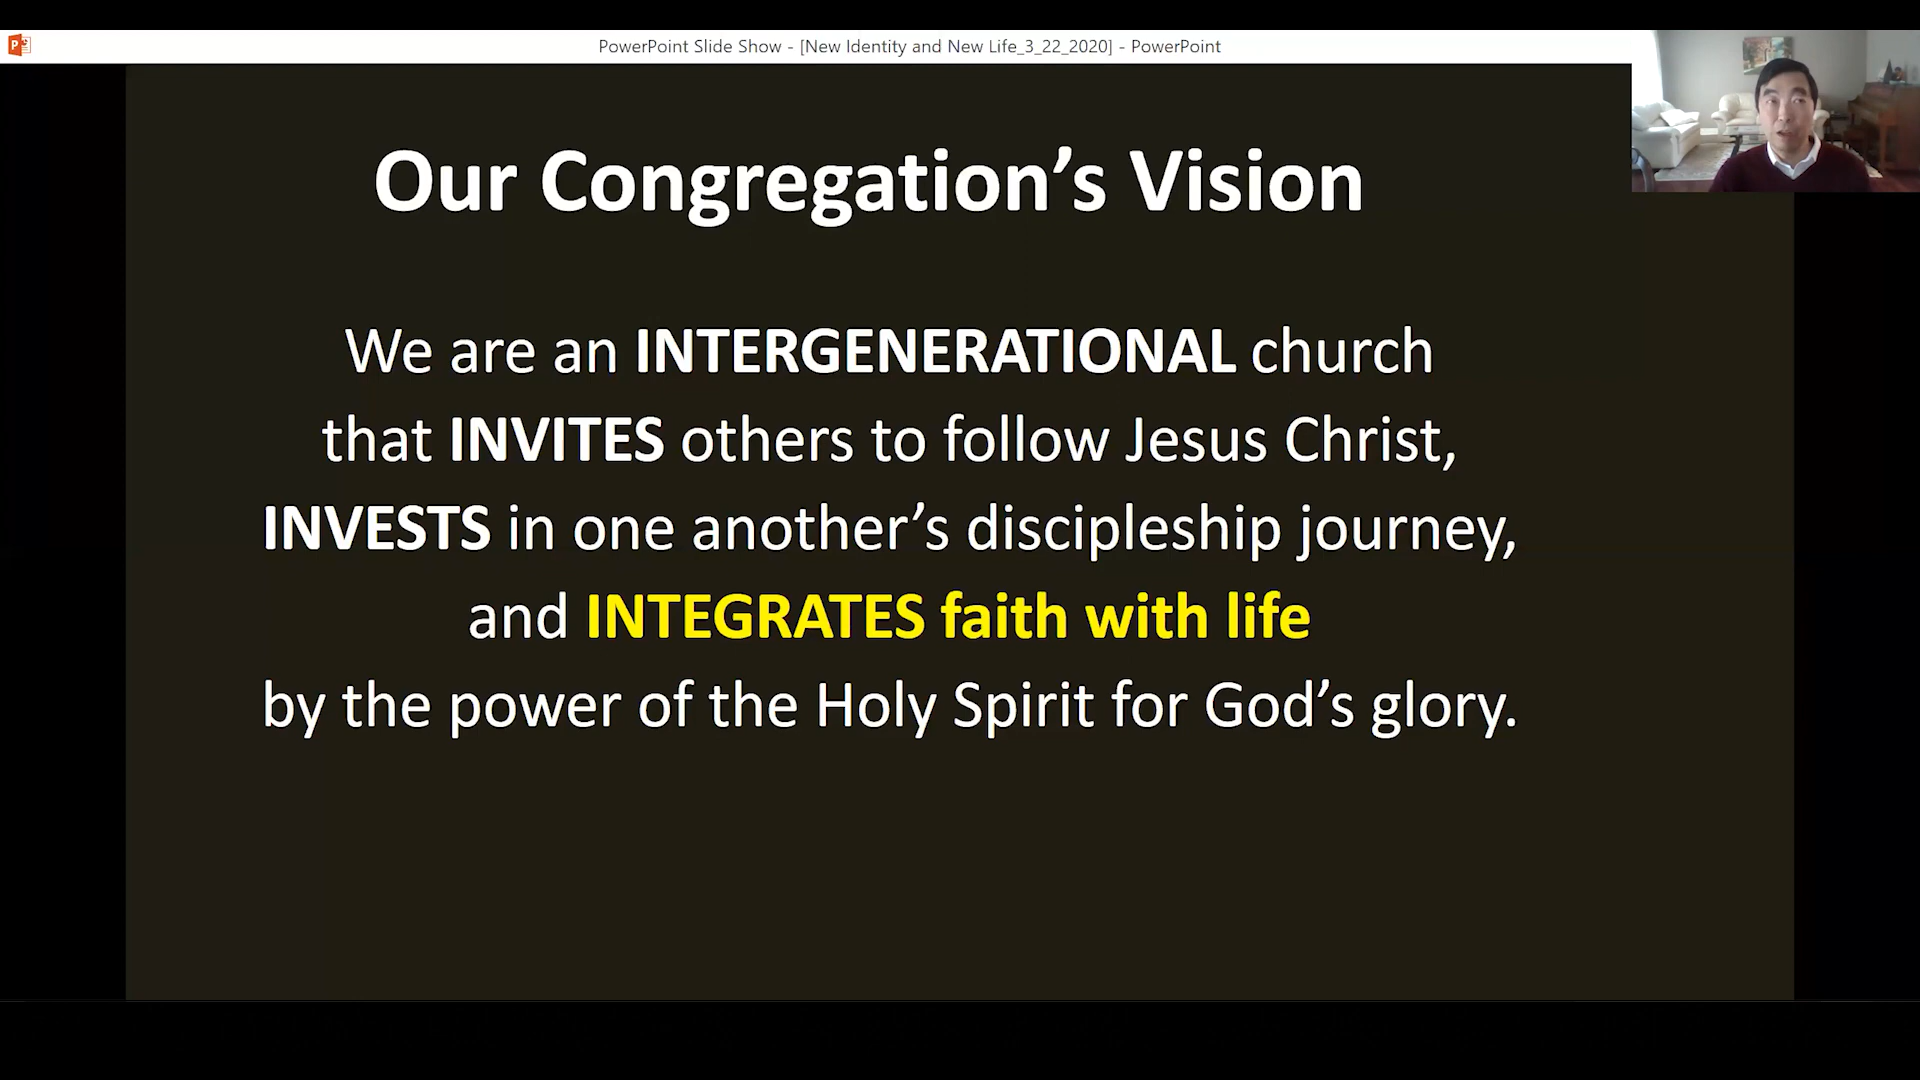 PowerPoint Slide Show - [New Identity and New Life_3_22_2020] - PowerPoint
Our Congregation’s Vision
We are an INTERGENERATIONAL church
that INVITES others to follow Jesus Christ,
INVESTS in one another’s discipleship journey,
and INTEGRATES faith with life
by the power of the Holy Spirit for God’s glory.